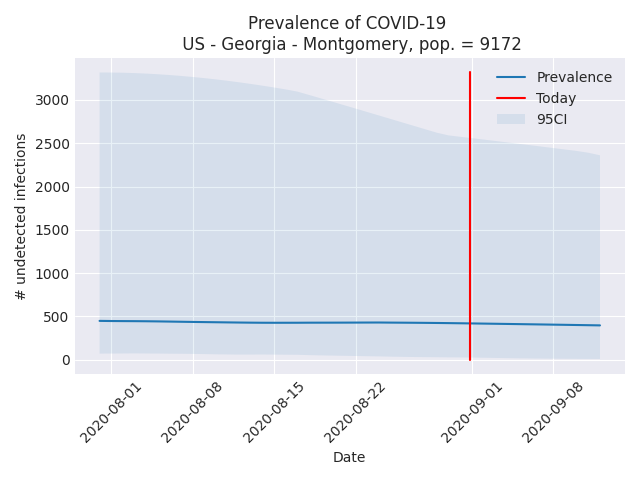 Prevalence of COVID-19
US - Georgia - Montgomery, pop. = 9172
Prevalence
Today
95CI
# undetected infections
3000
2500
2000
1500
1000
500
0
2020-08-01
2020-08-08
2020-08-15
2020-08-22
2020-09-01
2020-09-08
Date